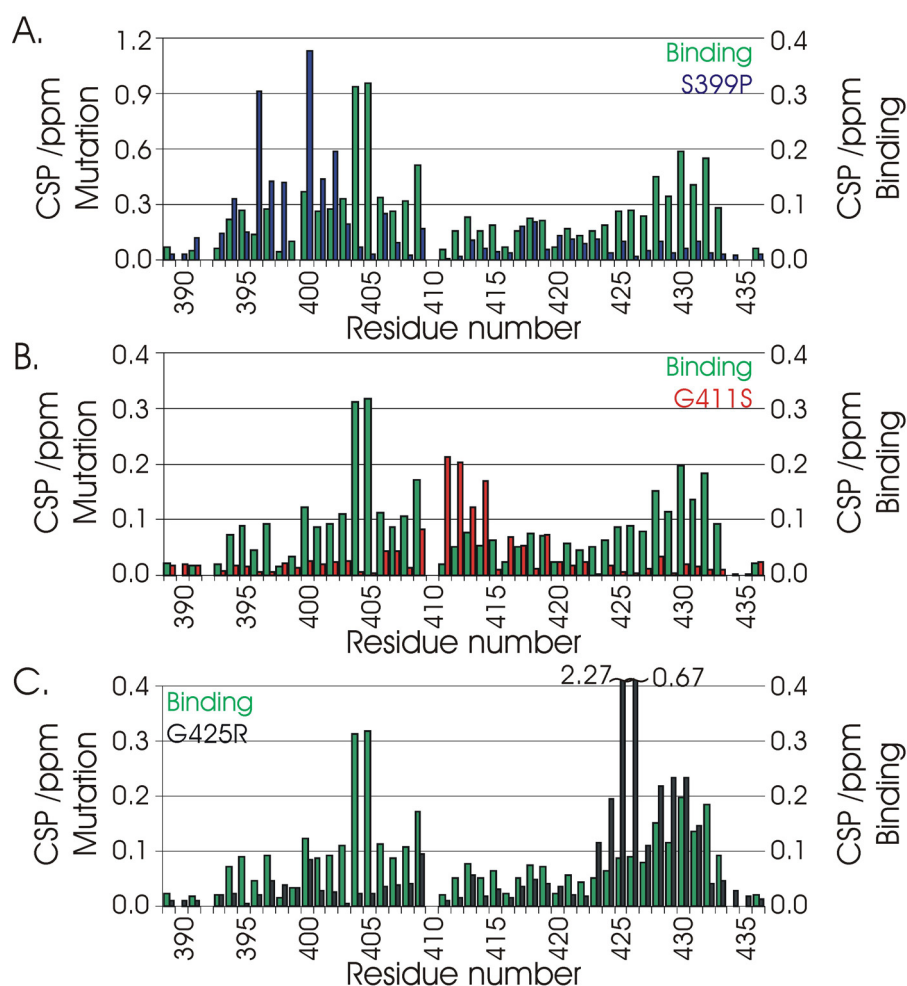 A.
CSP /ppm
Mutation
1.2
0.9
0.6
0.3
0.0
Binding
S399P
0.4
0.3
0.2
0.1
0.0
CSP /ppm
Binding
390 395 400 405 410 415 420 425 430 435
Residue number
B.
CSP /ppm
Mutation
0.4
0.3
0.2
0.1
0.0
Binding
G411S
0.4
0.3
0.2
0.1
0.0
CSP /ppm
Binding
390 395 400 405 410 415 420 425 430 435
Residue number
C.
CSP /ppm
Mutation
0.4
0.3
0.2
0.1
0.0
Binding
G425R
2.27 0.67
0.4
0.3
0.2
0.1
0.0
CSP /ppm
Binding
390 395 400 405 410 415 420 425 430 435
Residue number